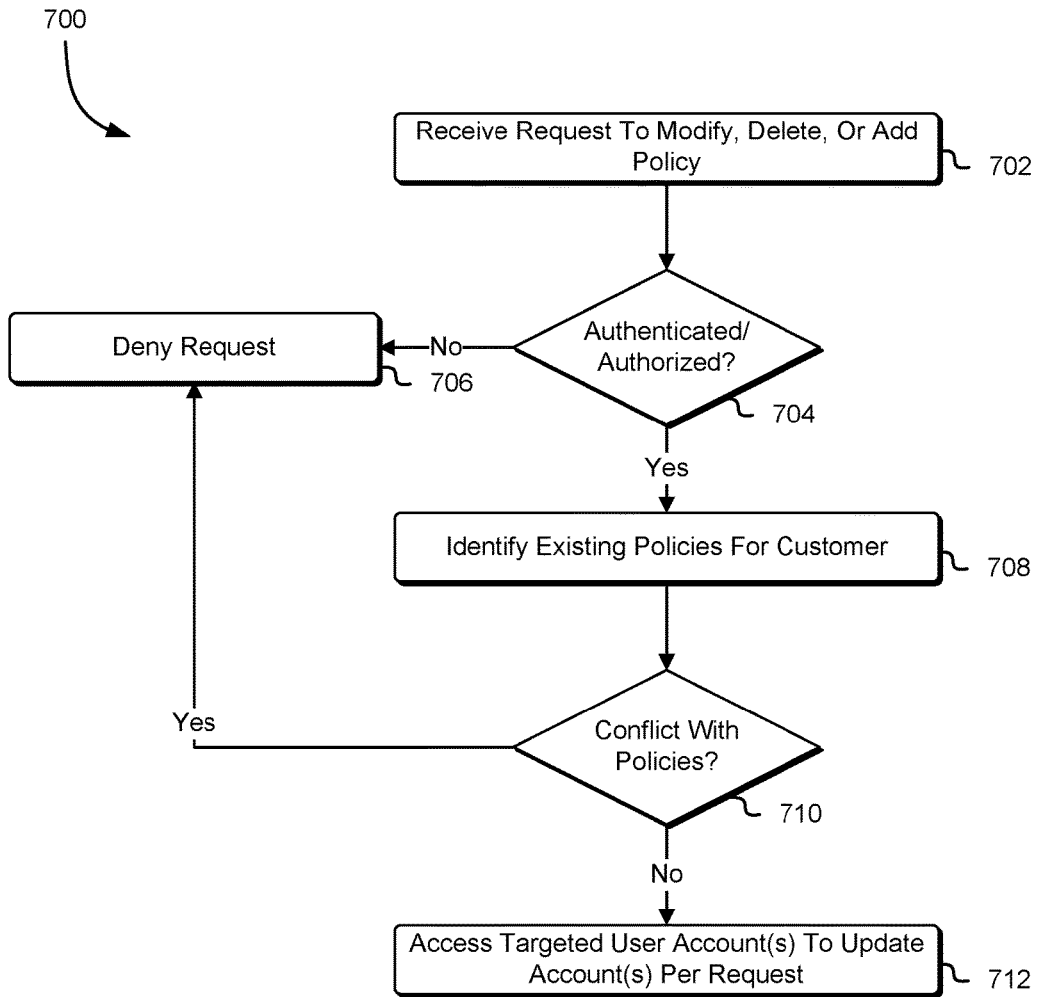 700
Receive Request To Modify, Delete, Or Add
Policy
702
Authenticated/
Authorized?
704
No
Deny Request
706
Yes
Identify Existing Policies For Customer
708
Conflict With
Policies?
710
Yes
No
Access Targeted User Account(s) To Update
Account(s) Per Request
712